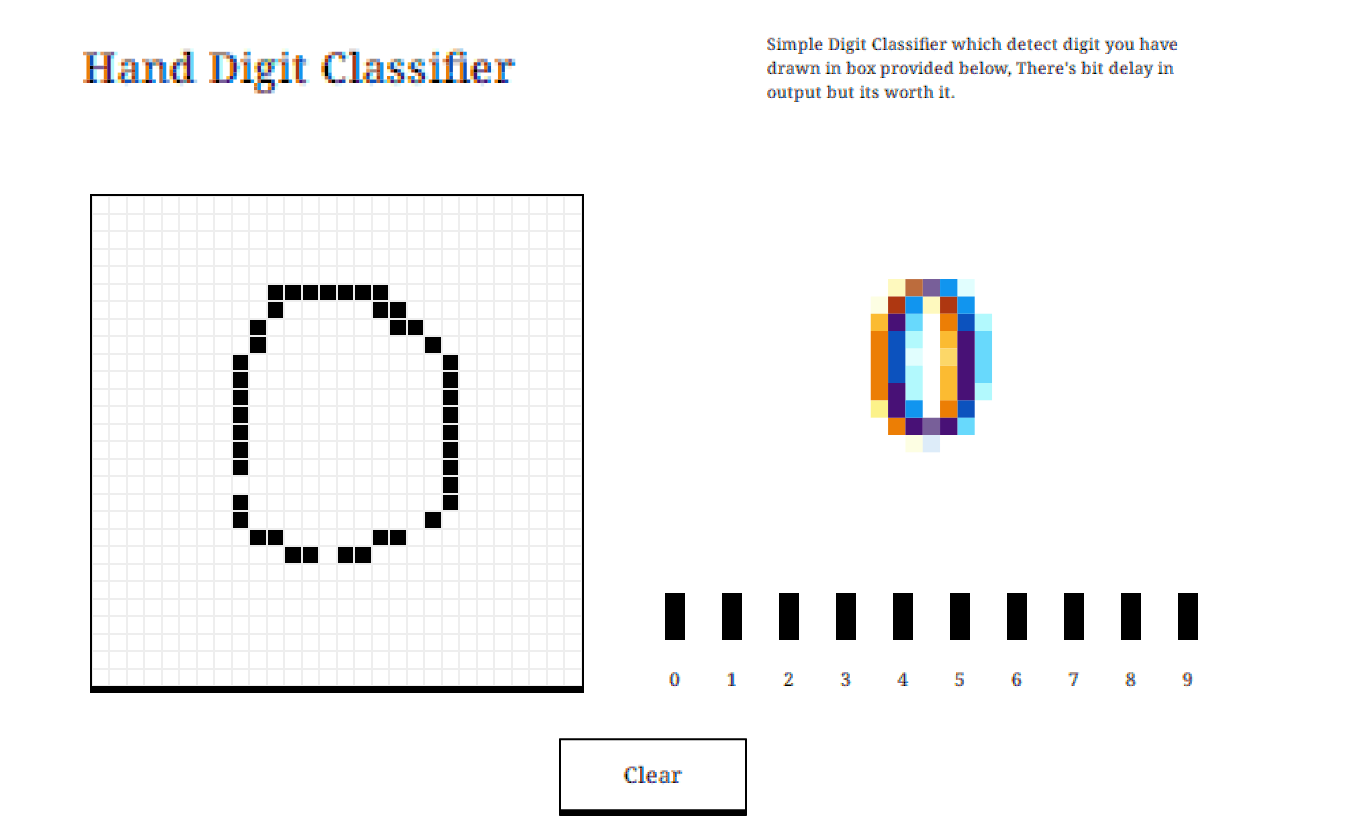 Hand Digit Classifier
Simple Digit Classifier which detect digit you have
drawn in box provided below, There's bit delay in
output but its worth it.
0
0 1 2 3 4 5 6 7 8 9
Clear